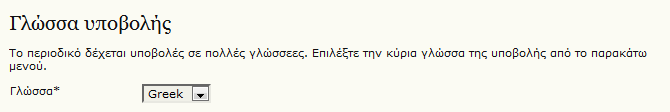 Γλώσσα υποβολής
Το περιοδικό δέχεται υποβολές σε πολλές γλώσσεες. Επιλέξτε την κύρια γλώσσα της υποβολής από το παρακάτω
μενού.
Γλώσσα* Greek